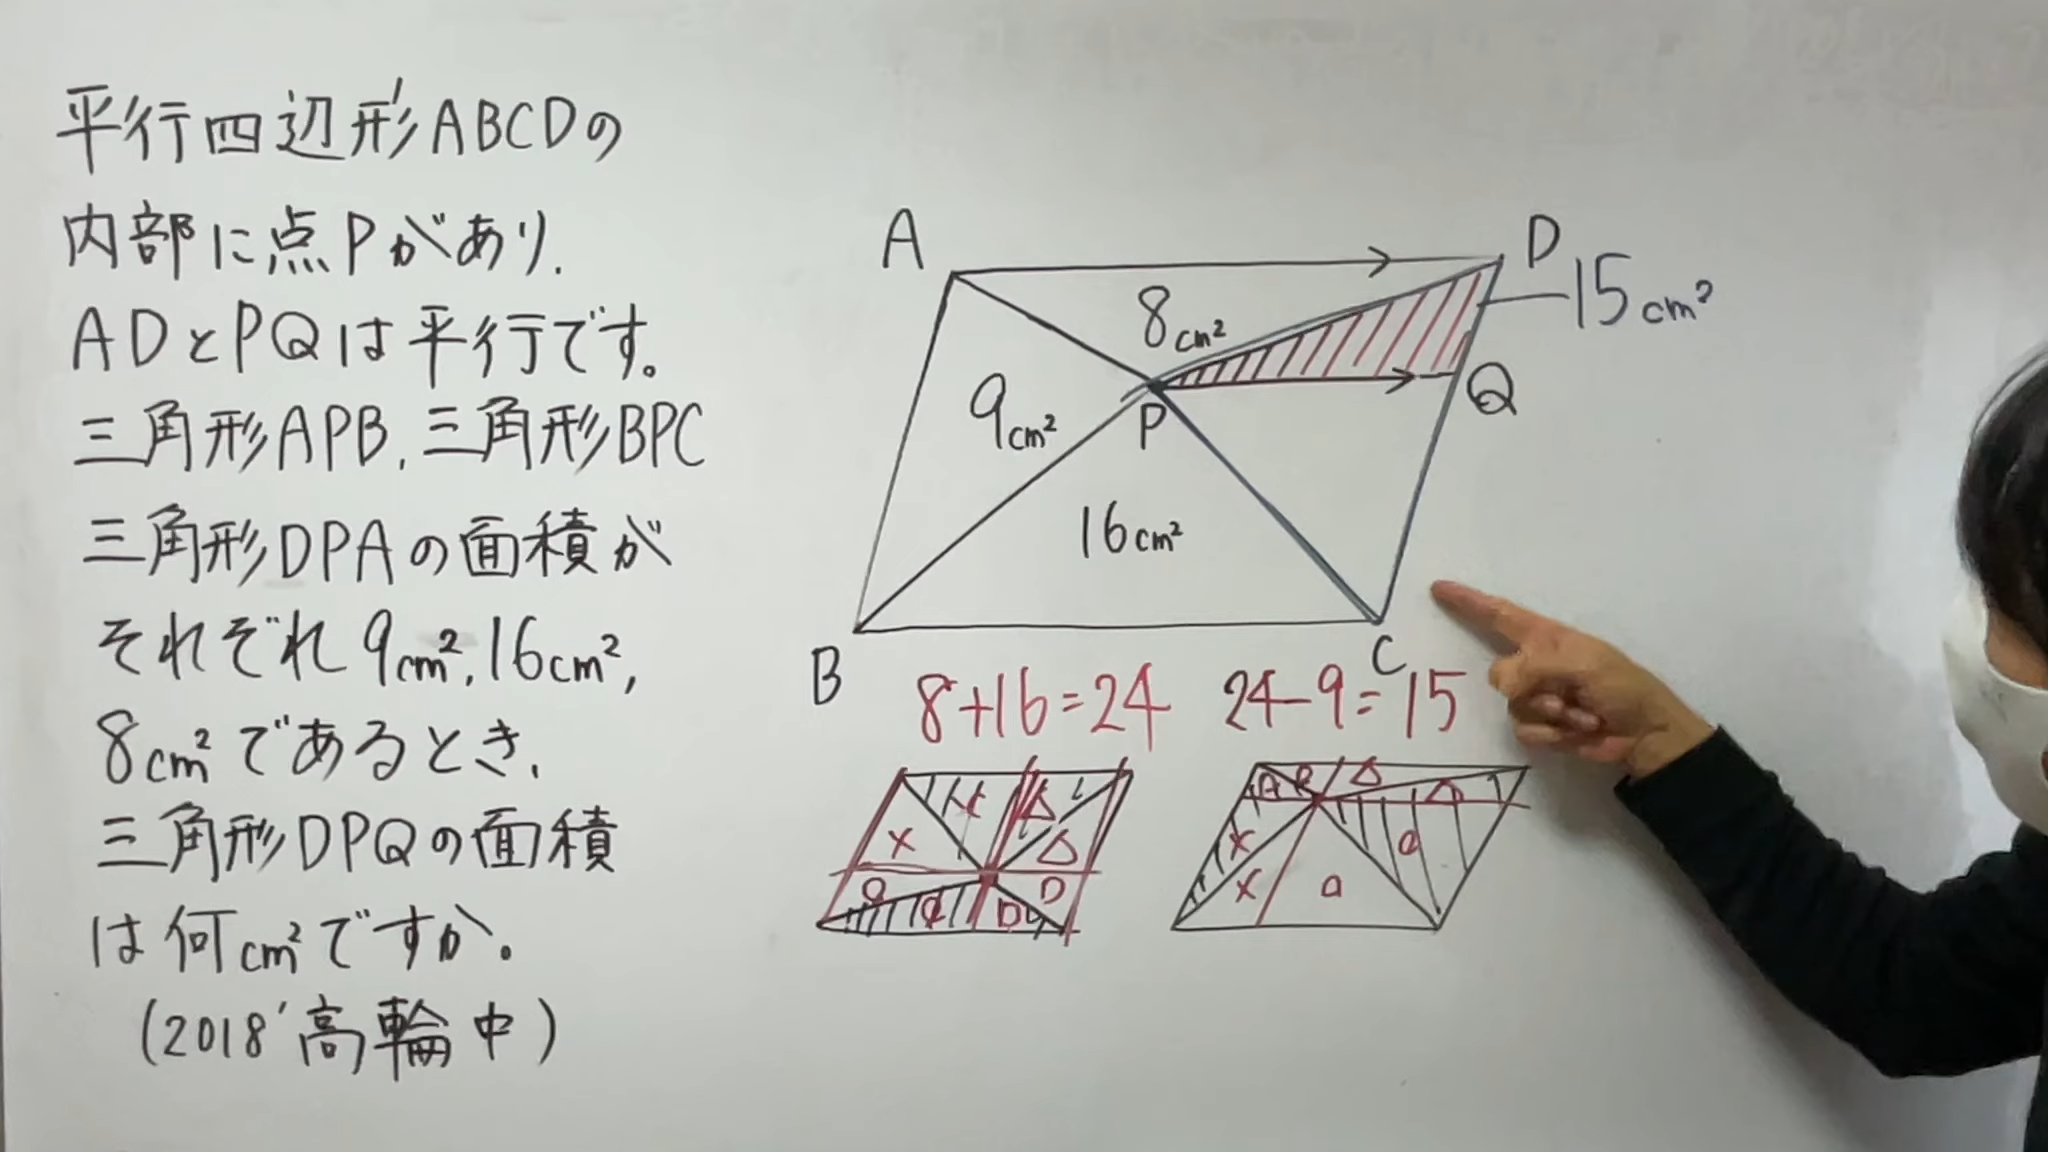 平行四辺形ABCDの
内部に点Pがあり.
ADとPQは平行です。
三角形APB,三角形BPC
三角形DPAの面積が
それぞれ9cm²,16cm²,
8cm²であるとき、
三角形DPQの面積
は何cm²ですか。
(2018'高輪中)
A
D
8cm²
15cm²
9cm²
P
Q
16cm²
B
C
8+16=24 24-9=15